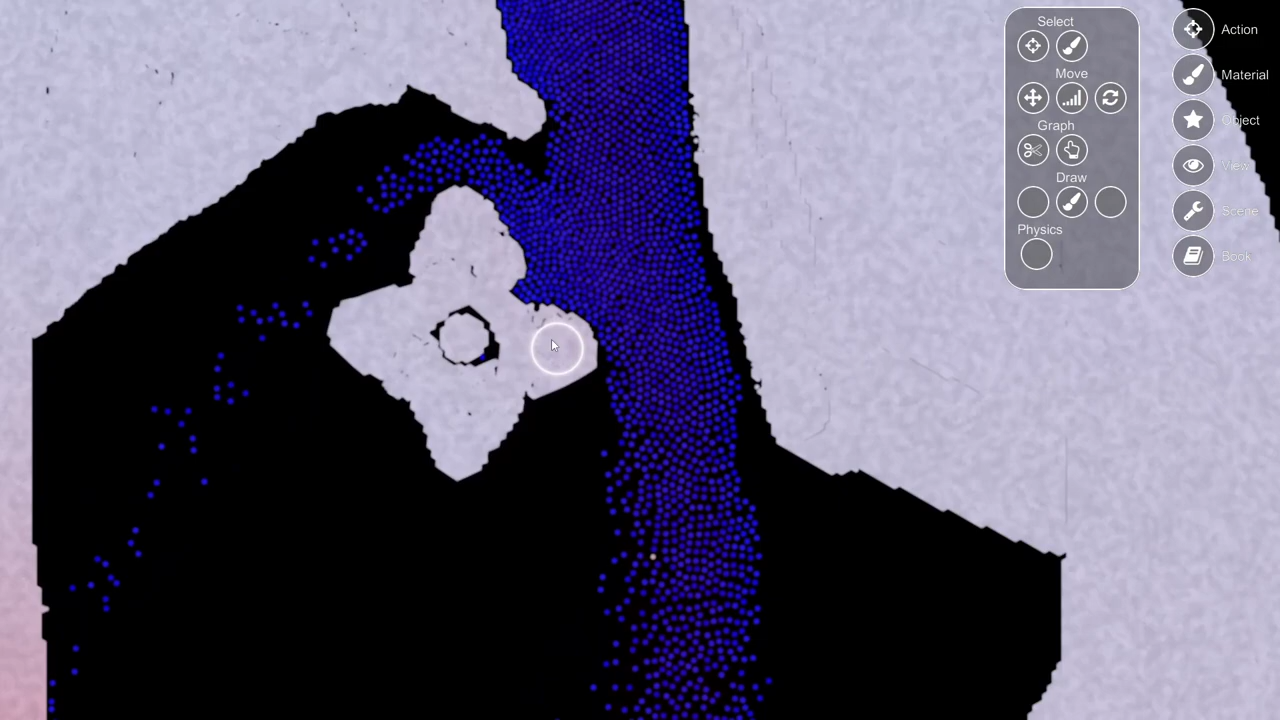 Select
Move
Graph
Draw
Physics
Action
Material
Object
View
Scene
Book